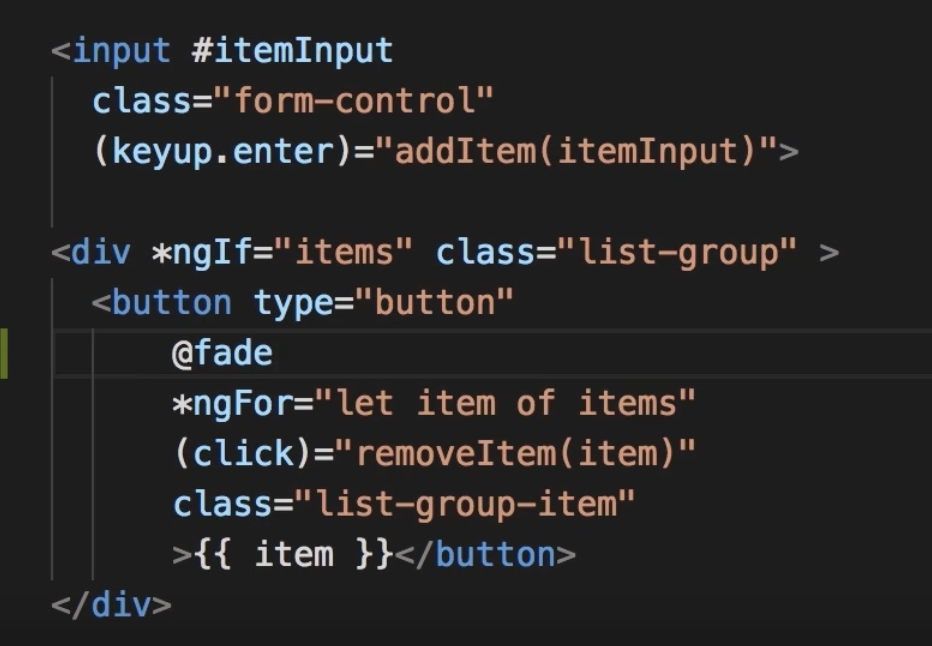 <input #itemInput
class="form-control"
(keyup.enter)="addItem(itemInput)">
<div *ngIf="items" class="list-group" >
<button type="button"
@fade
*ngFor="let item of items"
(click)="removeItem(item)"
class="list-group-item"
>{{ item }}</button>
</div>